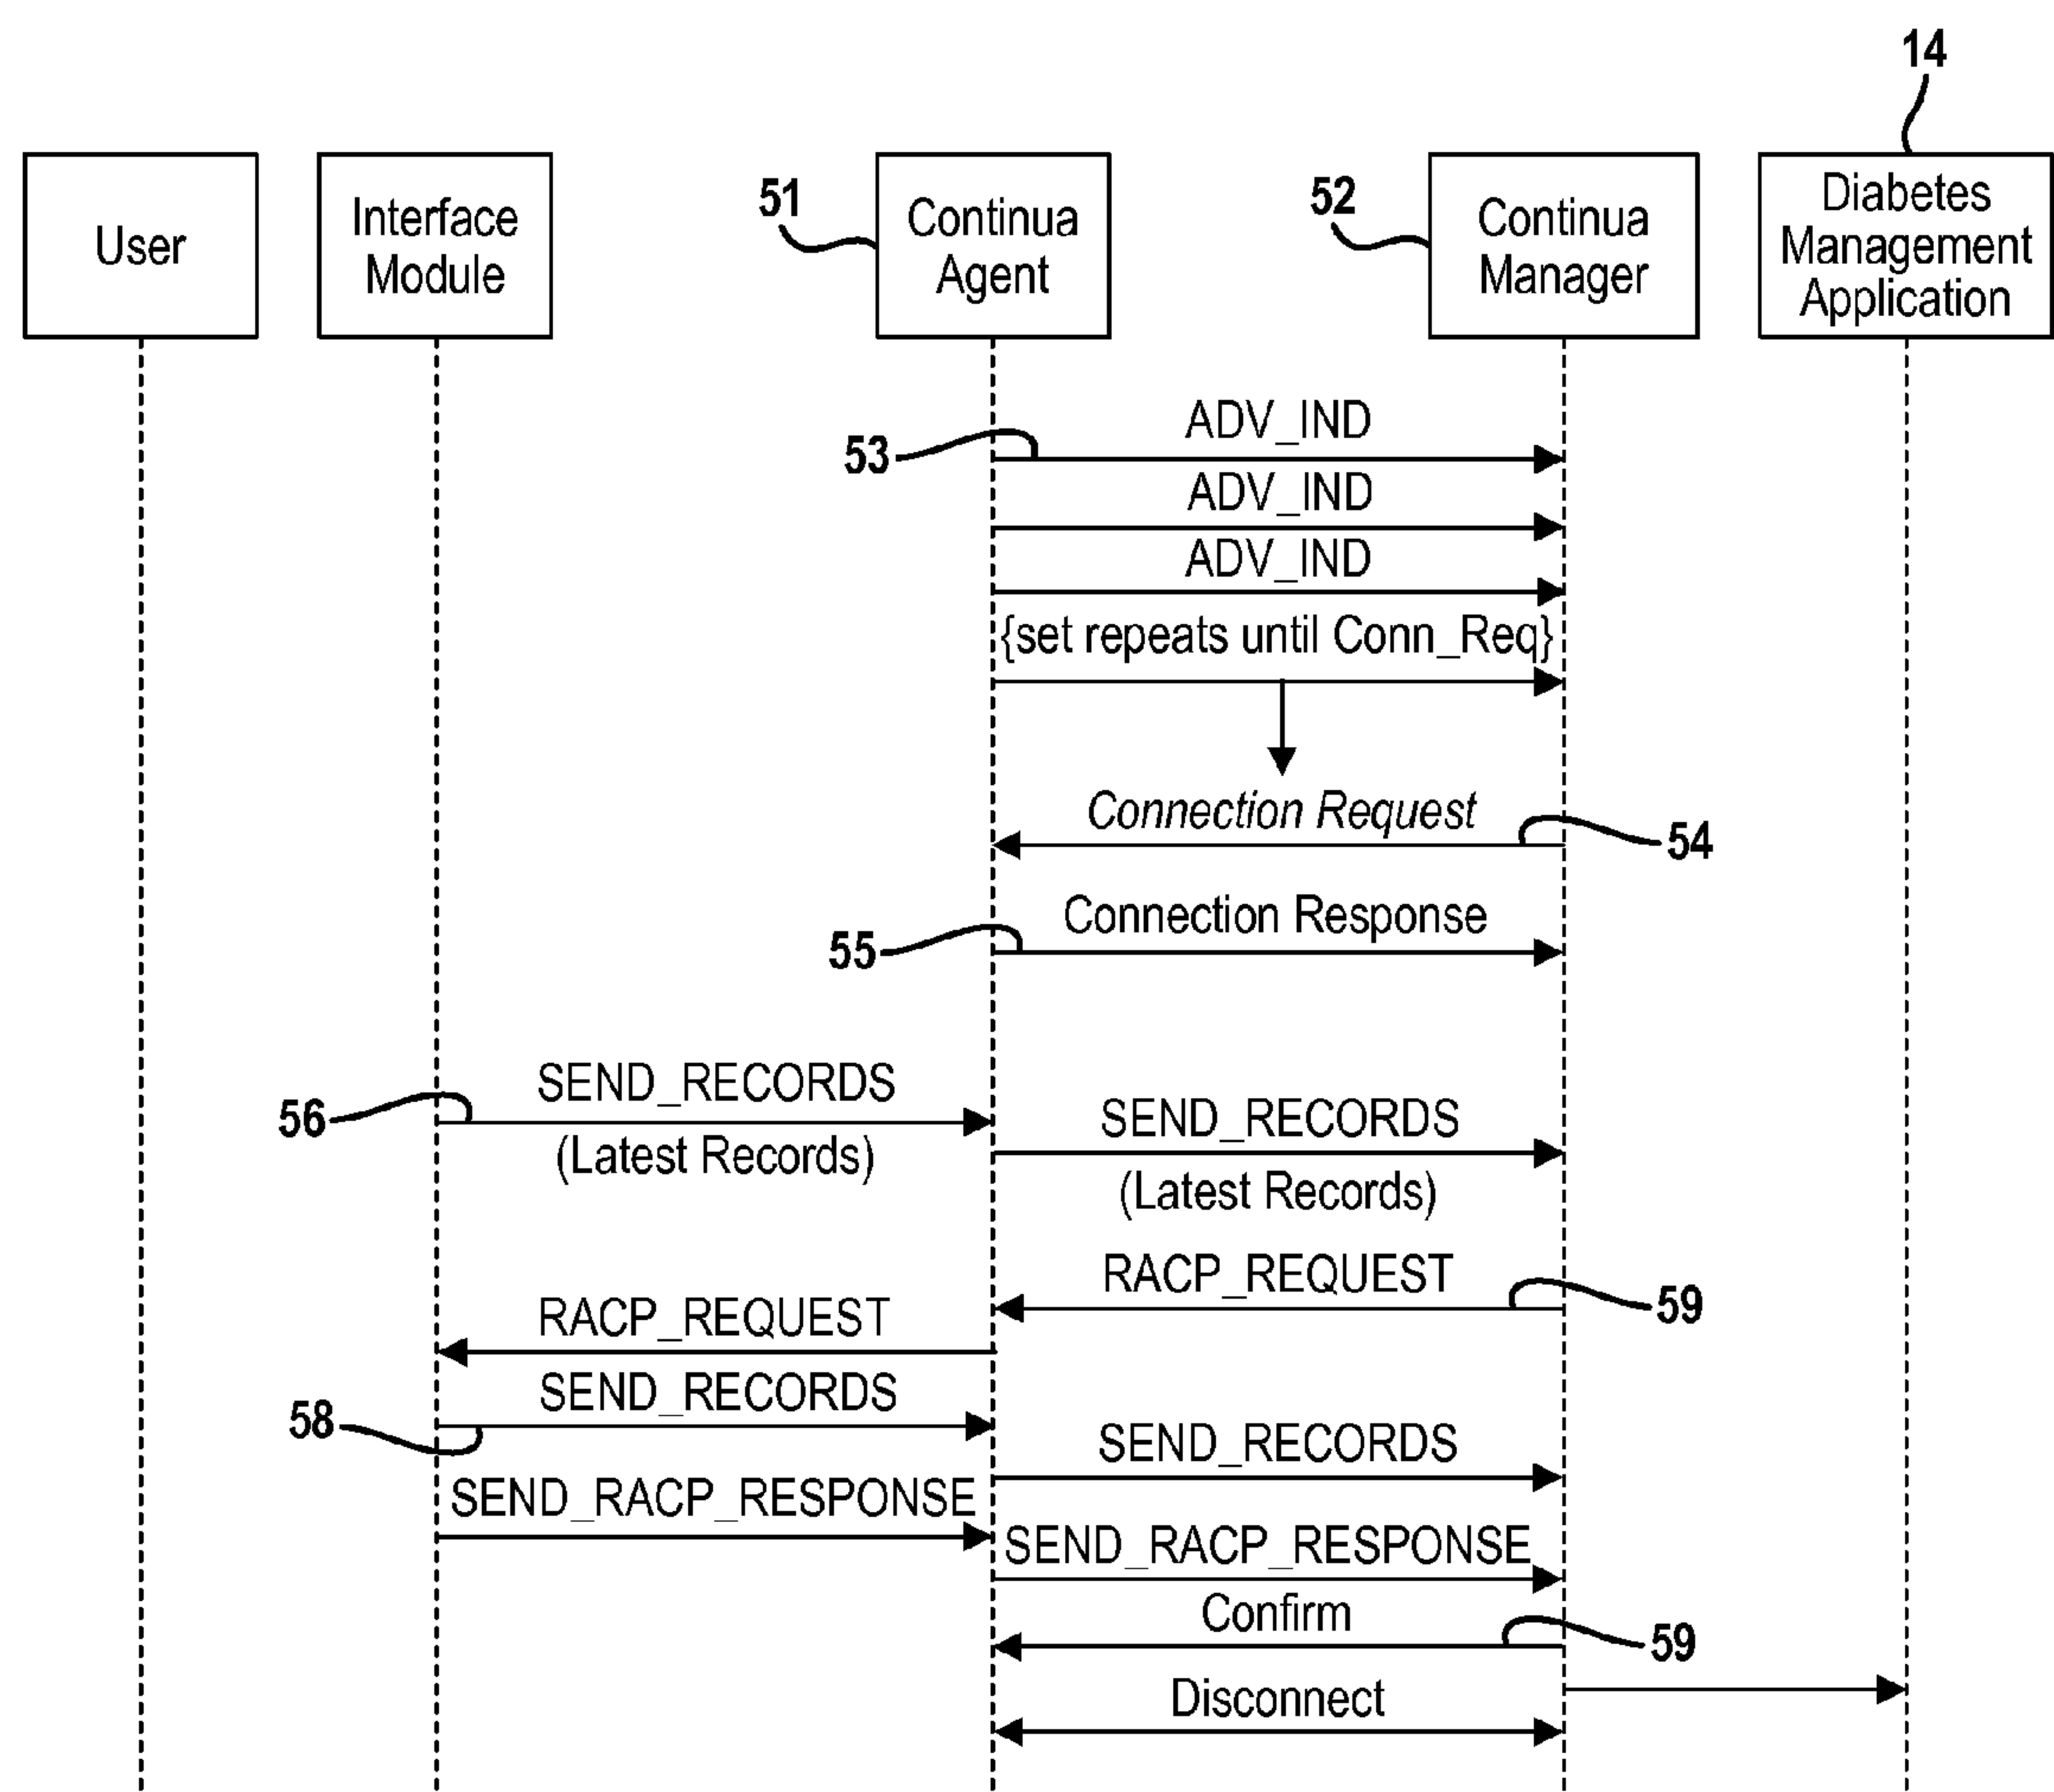 14
User
Interface
Module
51
Continua
Agent
52
Continua
Manager
Diabetes
Management
Application
ADV_IND
53
ADV_IND
ADV_IND
{set repeats until Conn_Req}
Connection Request
54
Connection Response
55
SEND_RECORDS
56
(Latest Records)
SEND_RECORDS
(Latest Records)
RACP_REQUEST
59
RACP_REQUEST
SEND_RECORDS
58
SEND_RECORDS
SEND_RACP_RESPONSE
SEND_RACP_RESPONSE
Confirm
59
Disconnect